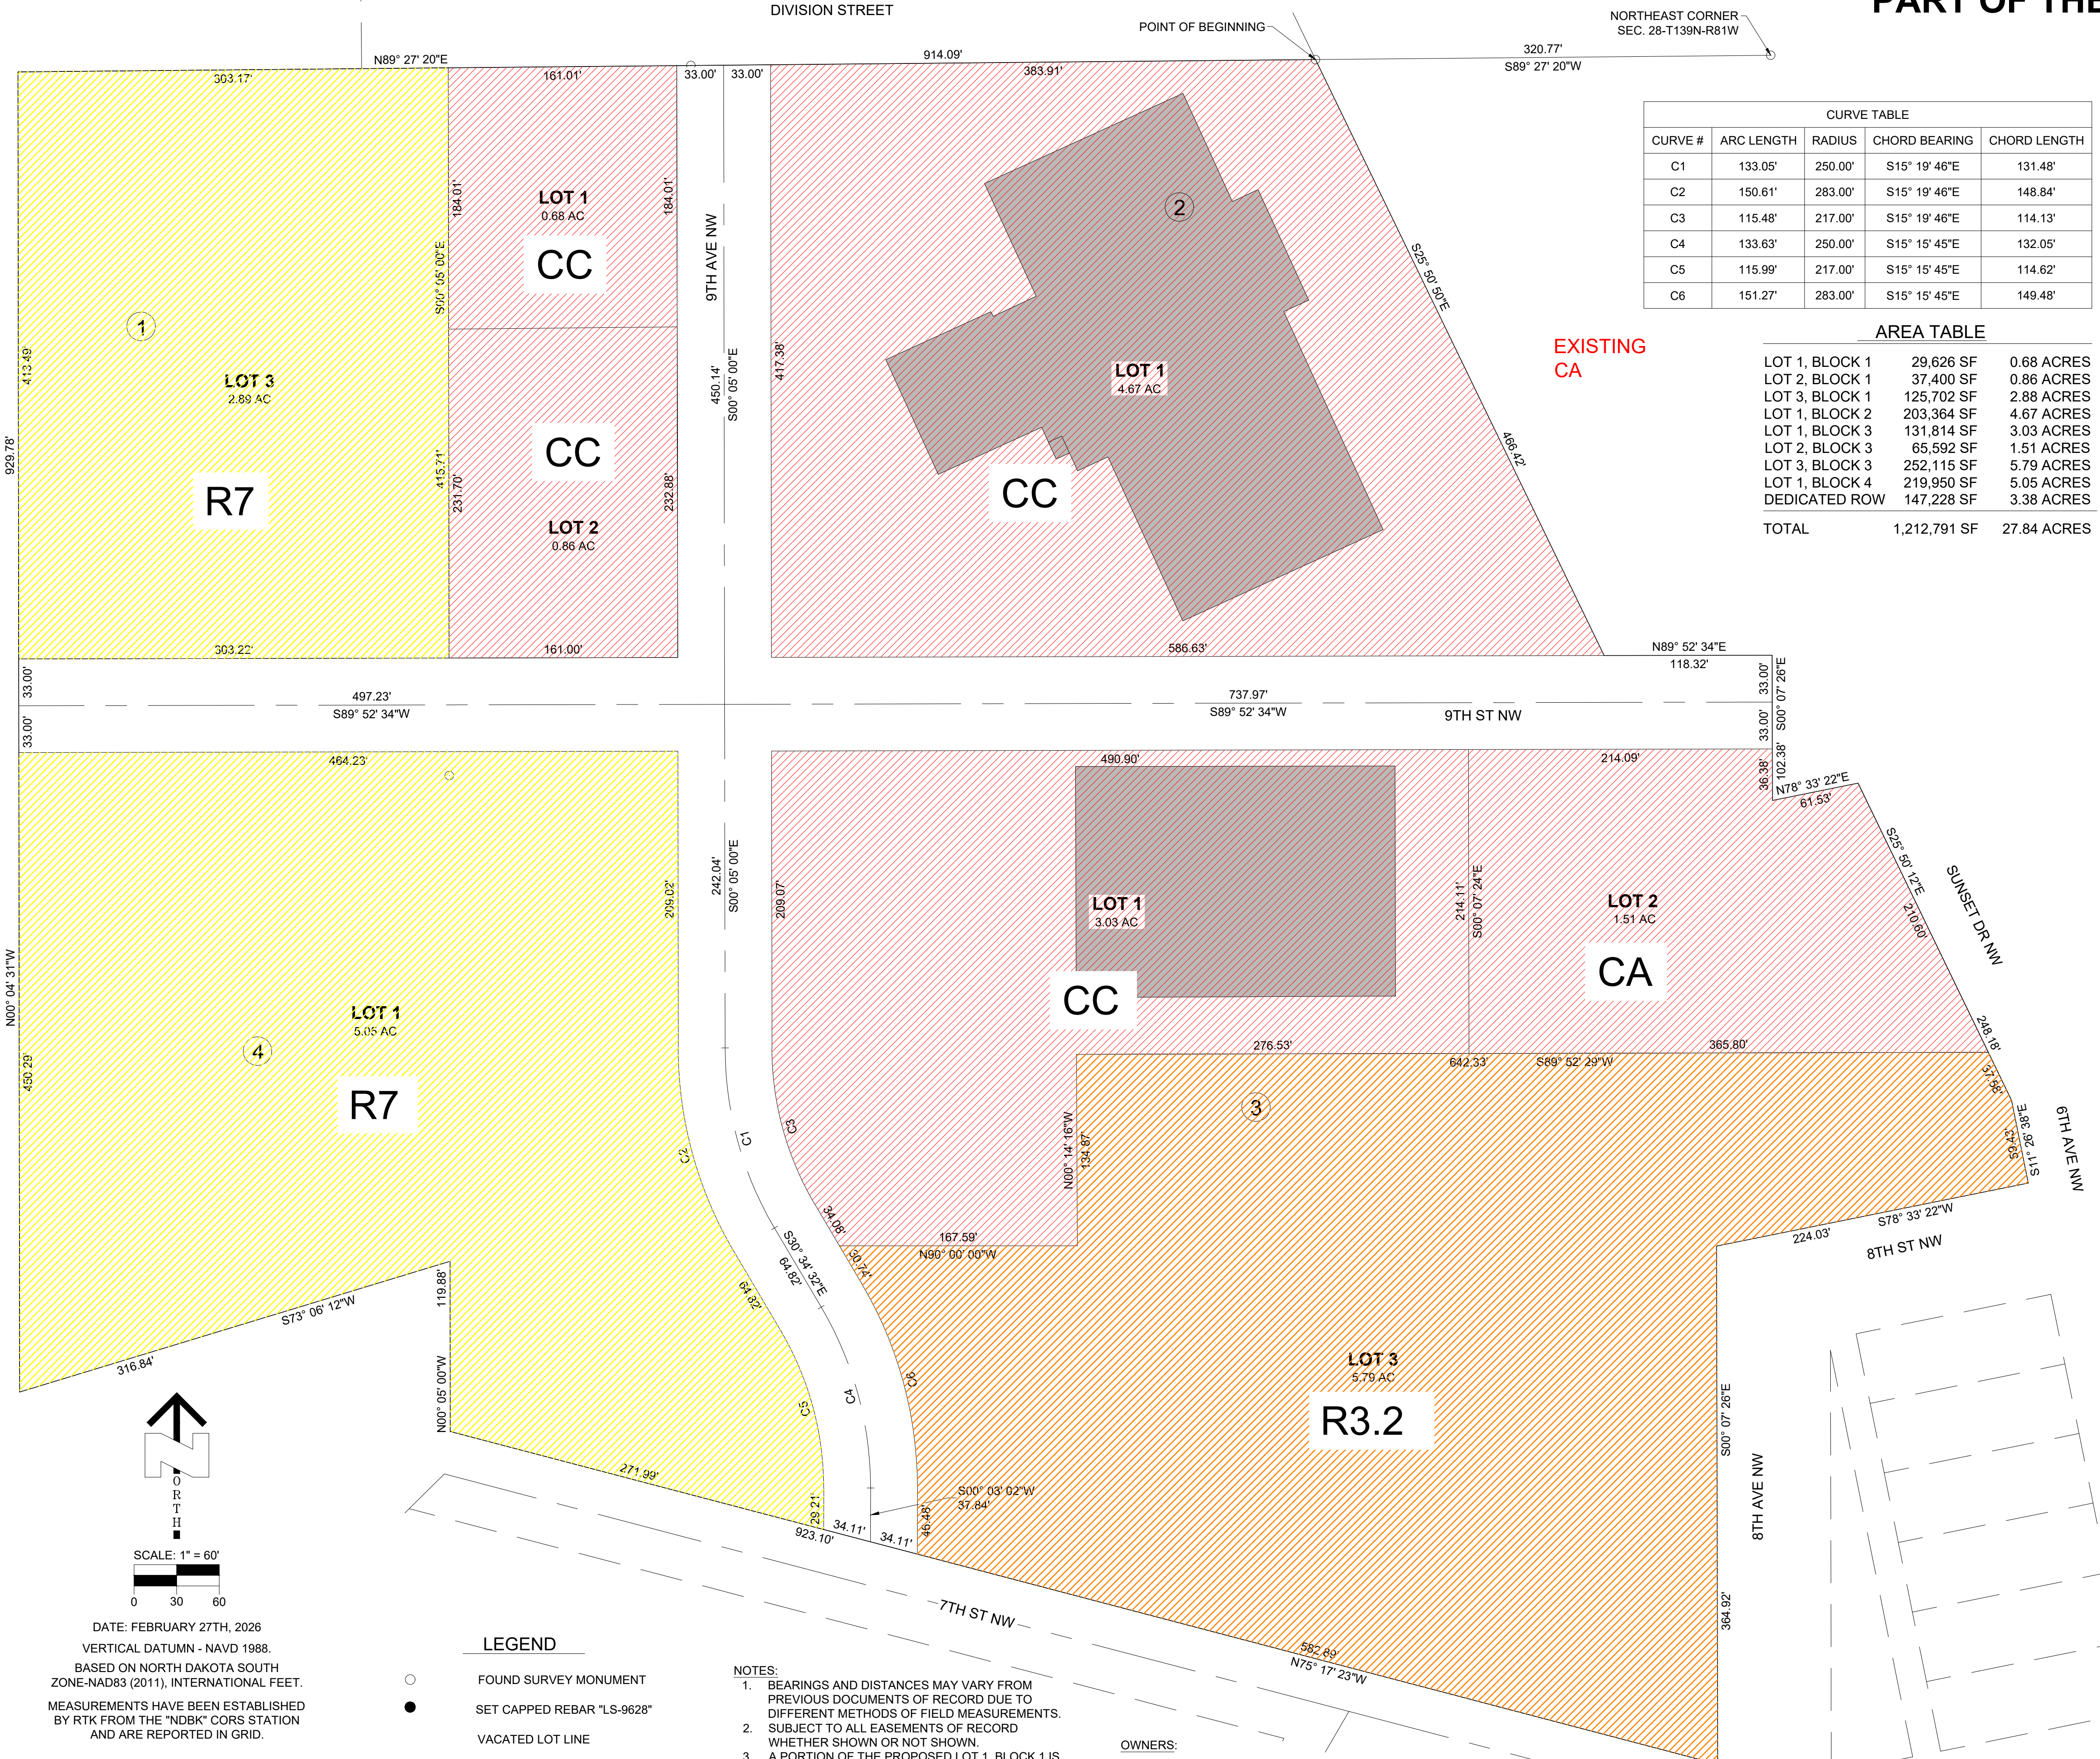 PART OF THE
DIVISION STREET
POINT OF BEGINNING
NORTHEAST CORNER
SEC. 28-T139N-R81W
320.77'
S89° 27' 20"W
N89° 27' 20"E
914.09'
303.17'
161.01'
33.00'
33.00'
383.91'
CURVE TABLE
CURVE # ARC LENGTH RADIUS CHORD BEARING CHORD LENGTH
C1 133.05' 250.00' S15° 19' 46"E 131.48'
C2 150.61' 283.00' S15° 19' 46"E 148.84'
C3 115.48' 217.00' S15° 19' 46"E 114.13'
C4 133.63' 250.00' S15° 15' 45"E 132.05'
C5 115.99' 217.00' S15° 15' 45"E 114.62'
C6 151.27' 283.00' S15° 15' 45"E 149.48'
AREA TABLE
LOT 1, BLOCK 1 29,626 SF 0.68 ACRES
LOT 2, BLOCK 1 37,400 SF 0.86 ACRES
LOT 3, BLOCK 1 125,702 SF 2.88 ACRES
LOT 1, BLOCK 2 203,364 SF 4.67 ACRES
LOT 1, BLOCK 3 131,814 SF 3.03 ACRES
LOT 2, BLOCK 3 65,592 SF 1.51 ACRES
LOT 3, BLOCK 3 252,115 SF 5.79 ACRES
LOT 1, BLOCK 4 219,950 SF 5.05 ACRES
DEDICATED ROW 147,228 SF 3.38 ACRES
TOTAL 1,212,791 SF 27.84 ACRES
EXISTING
CA
1
LOT 3
2.89 AC
R7
413.49'
929.78'
S00° 05' 00"E
415.71'
303.22'
184.01'
184.01'
LOT 1
0.68 AC
CC
CC
LOT 2
0.86 AC
231.70'
232.88'
161.00'
9TH AVE NW
450.14'
S00° 05' 00"E
417.38'
2
LOT 1
4.67 AC
CC
S25° 50' 50"E
466.42'
586.63'
N89° 52' 34"E
118.32'
33.00'
S00° 07' 26"E
33.00'
33.00'
33.00'
497.23'
S89° 52' 34"W
737.97'
S89° 52' 34"W
9TH ST NW
464.23'
490.90'
214.09'
36.38'
102.38'
N78° 33' 22"E
61.53'
S25° 50' 12"E
210.60'
SUNSET DR NW
248.18'
37.58'
S11° 26' 38"E
59.43'
6TH AVE NW
242.04'
S00° 05' 00"E
209.02'
209.07'
LOT 1
3.03 AC
CC
214.11'
S00° 07' 24"E
LOT 2
1.51 AC
CA
276.53'
365.80'
642.33'
S89° 52' 29"W
N00° 04' 31"W
450.29'
LOT 1
5.05 AC
4
R7
3
N00° 14' 16"W
134.87'
C1
C2
C3
34.08'
167.59'
N90° 00' 00"W
30.74'
S30° 34' 32"E
64.82'
64.82'
S78° 33' 22"W
224.03'
8TH ST NW
S73° 06' 12"W
316.84'
119.88'
N00° 05' 00"W
C4
C5
C6
LOT 3
5.79 AC
R3.2
S00° 07' 26"E
364.92'
8TH AVE NW
271.99'
29.21'
923.10'
34.11'
34.11'
45.48'
S00° 03' 02"W
37.84'
7TH ST NW
582.89'
N75° 17' 23"W
N
O
R
T
H
SCALE: 1" = 60'
0 30 60
DATE: FEBRUARY 27TH, 2026
VERTICAL DATUMN - NAVD 1988.
BASED ON NORTH DAKOTA SOUTH
ZONE-NAD83 (2011), INTERNATIONAL FEET.
MEASUREMENTS HAVE BEEN ESTABLISHED
BY RTK FROM THE "NDBK" CORS STATION
AND ARE REPORTED IN GRID.
LEGEND
FOUND SURVEY MONUMENT
SET CAPPED REBAR "LS-9628"
VACATED LOT LINE
NOTES:
1. BEARINGS AND DISTANCES MAY VARY FROM
PREVIOUS DOCUMENTS OF RECORD DUE TO
DIFFERENT METHODS OF FIELD MEASUREMENTS.
2. SUBJECT TO ALL EASEMENTS OF RECORD
WHETHER SHOWN OR NOT SHOWN.
3. A PORTION OF THE PROPOSED LOT 1, BLOCK 1 IS
OWNERS: